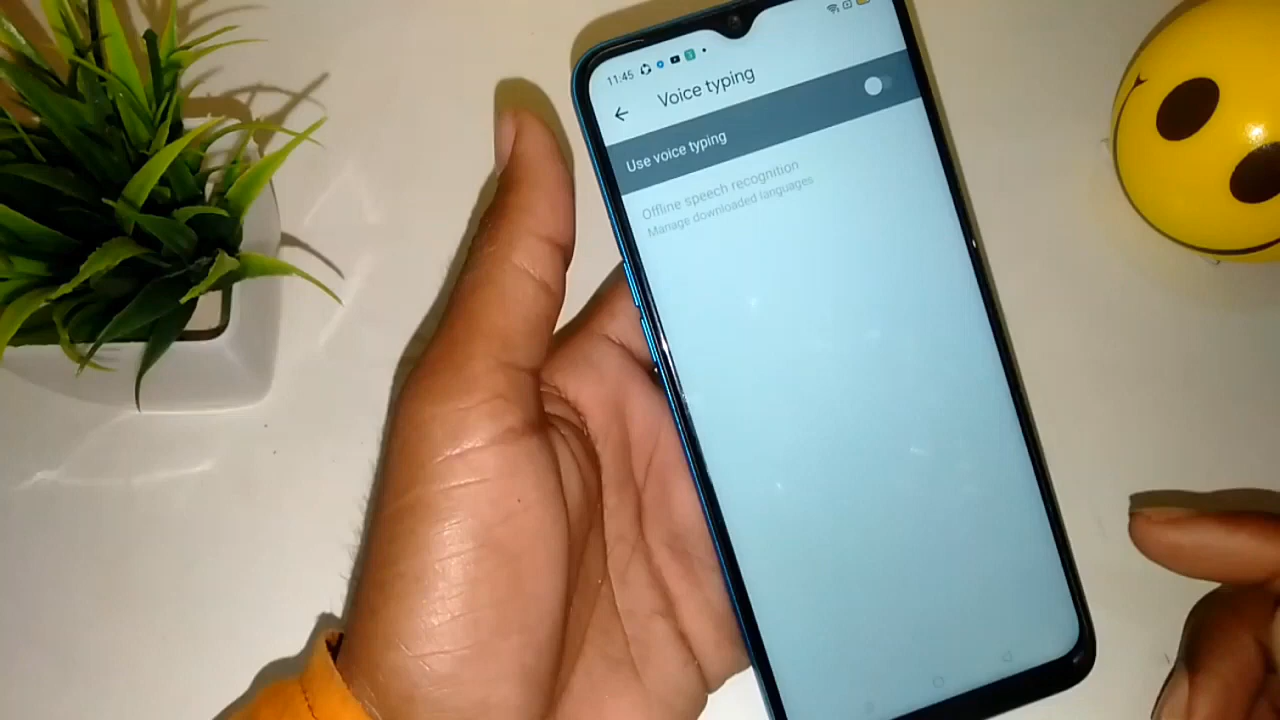 11:45
Voice typing
Use voice typing
Offline speech recognition
Manage downloaded languages